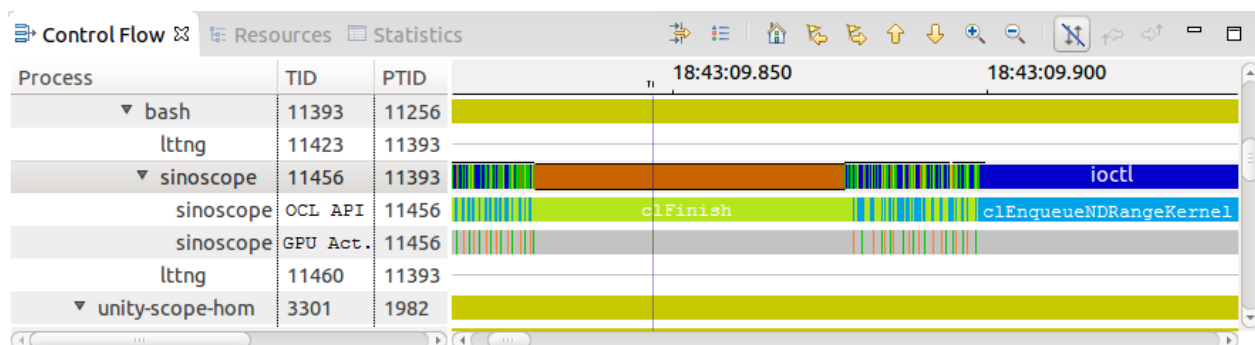 Control Flow Resources Statistics
Process TID PTID 18:43:09.850 18:43:09.900
bash 11393 11256
lttng 11423 11393
sinoscope 11456 11393 ioctl
sinoscope OCL API 11456 clFinish clEnqueueNDRangeKernel
sinoscope GPU Act. 11456
lttng 11460 11393
unity-scope-hom 3301 1982